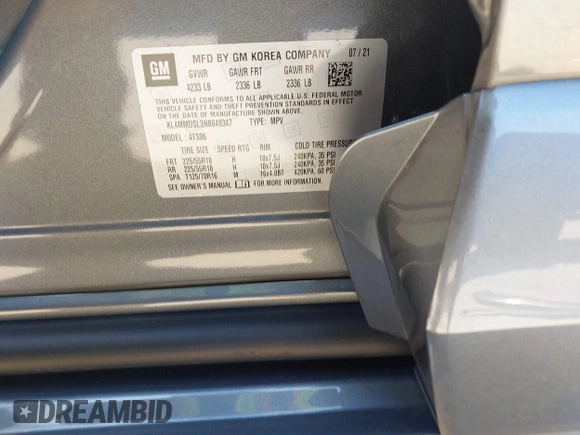 GM
MFD BY GM KOREA COMPANY 07 / 21
GVWR GAWR FRT GAWR RR
4233 LB 2336 LB 2336 LB
THIS VEHICLE CONFORMS TO ALL APPLICABLE U.S. FEDERAL MOTOR
VEHICLE SAFETY AND THEFT PREVENTION STANDARDS IN EFFECT
ON THE DATE OF MANUFACTURE SHOWN ABOVE.
KL4MMDSL3NB049347 TYPE: MPV
MODEL: 4TS06
TIRE SIZE SPEED RTG RIM COLD TIRE PRESSURE
FRT 225/55R18 H 18x7.5J 240KPA, 35 PSI
RR 225/55R18 H 18x7.5J 240KPA, 35 PSI
SPA T125/70R16 M 16x4.0BT 420KPA, 60 PSI
SEE OWNER'S MANUAL FOR MORE INFORMATION.
DREAMBID